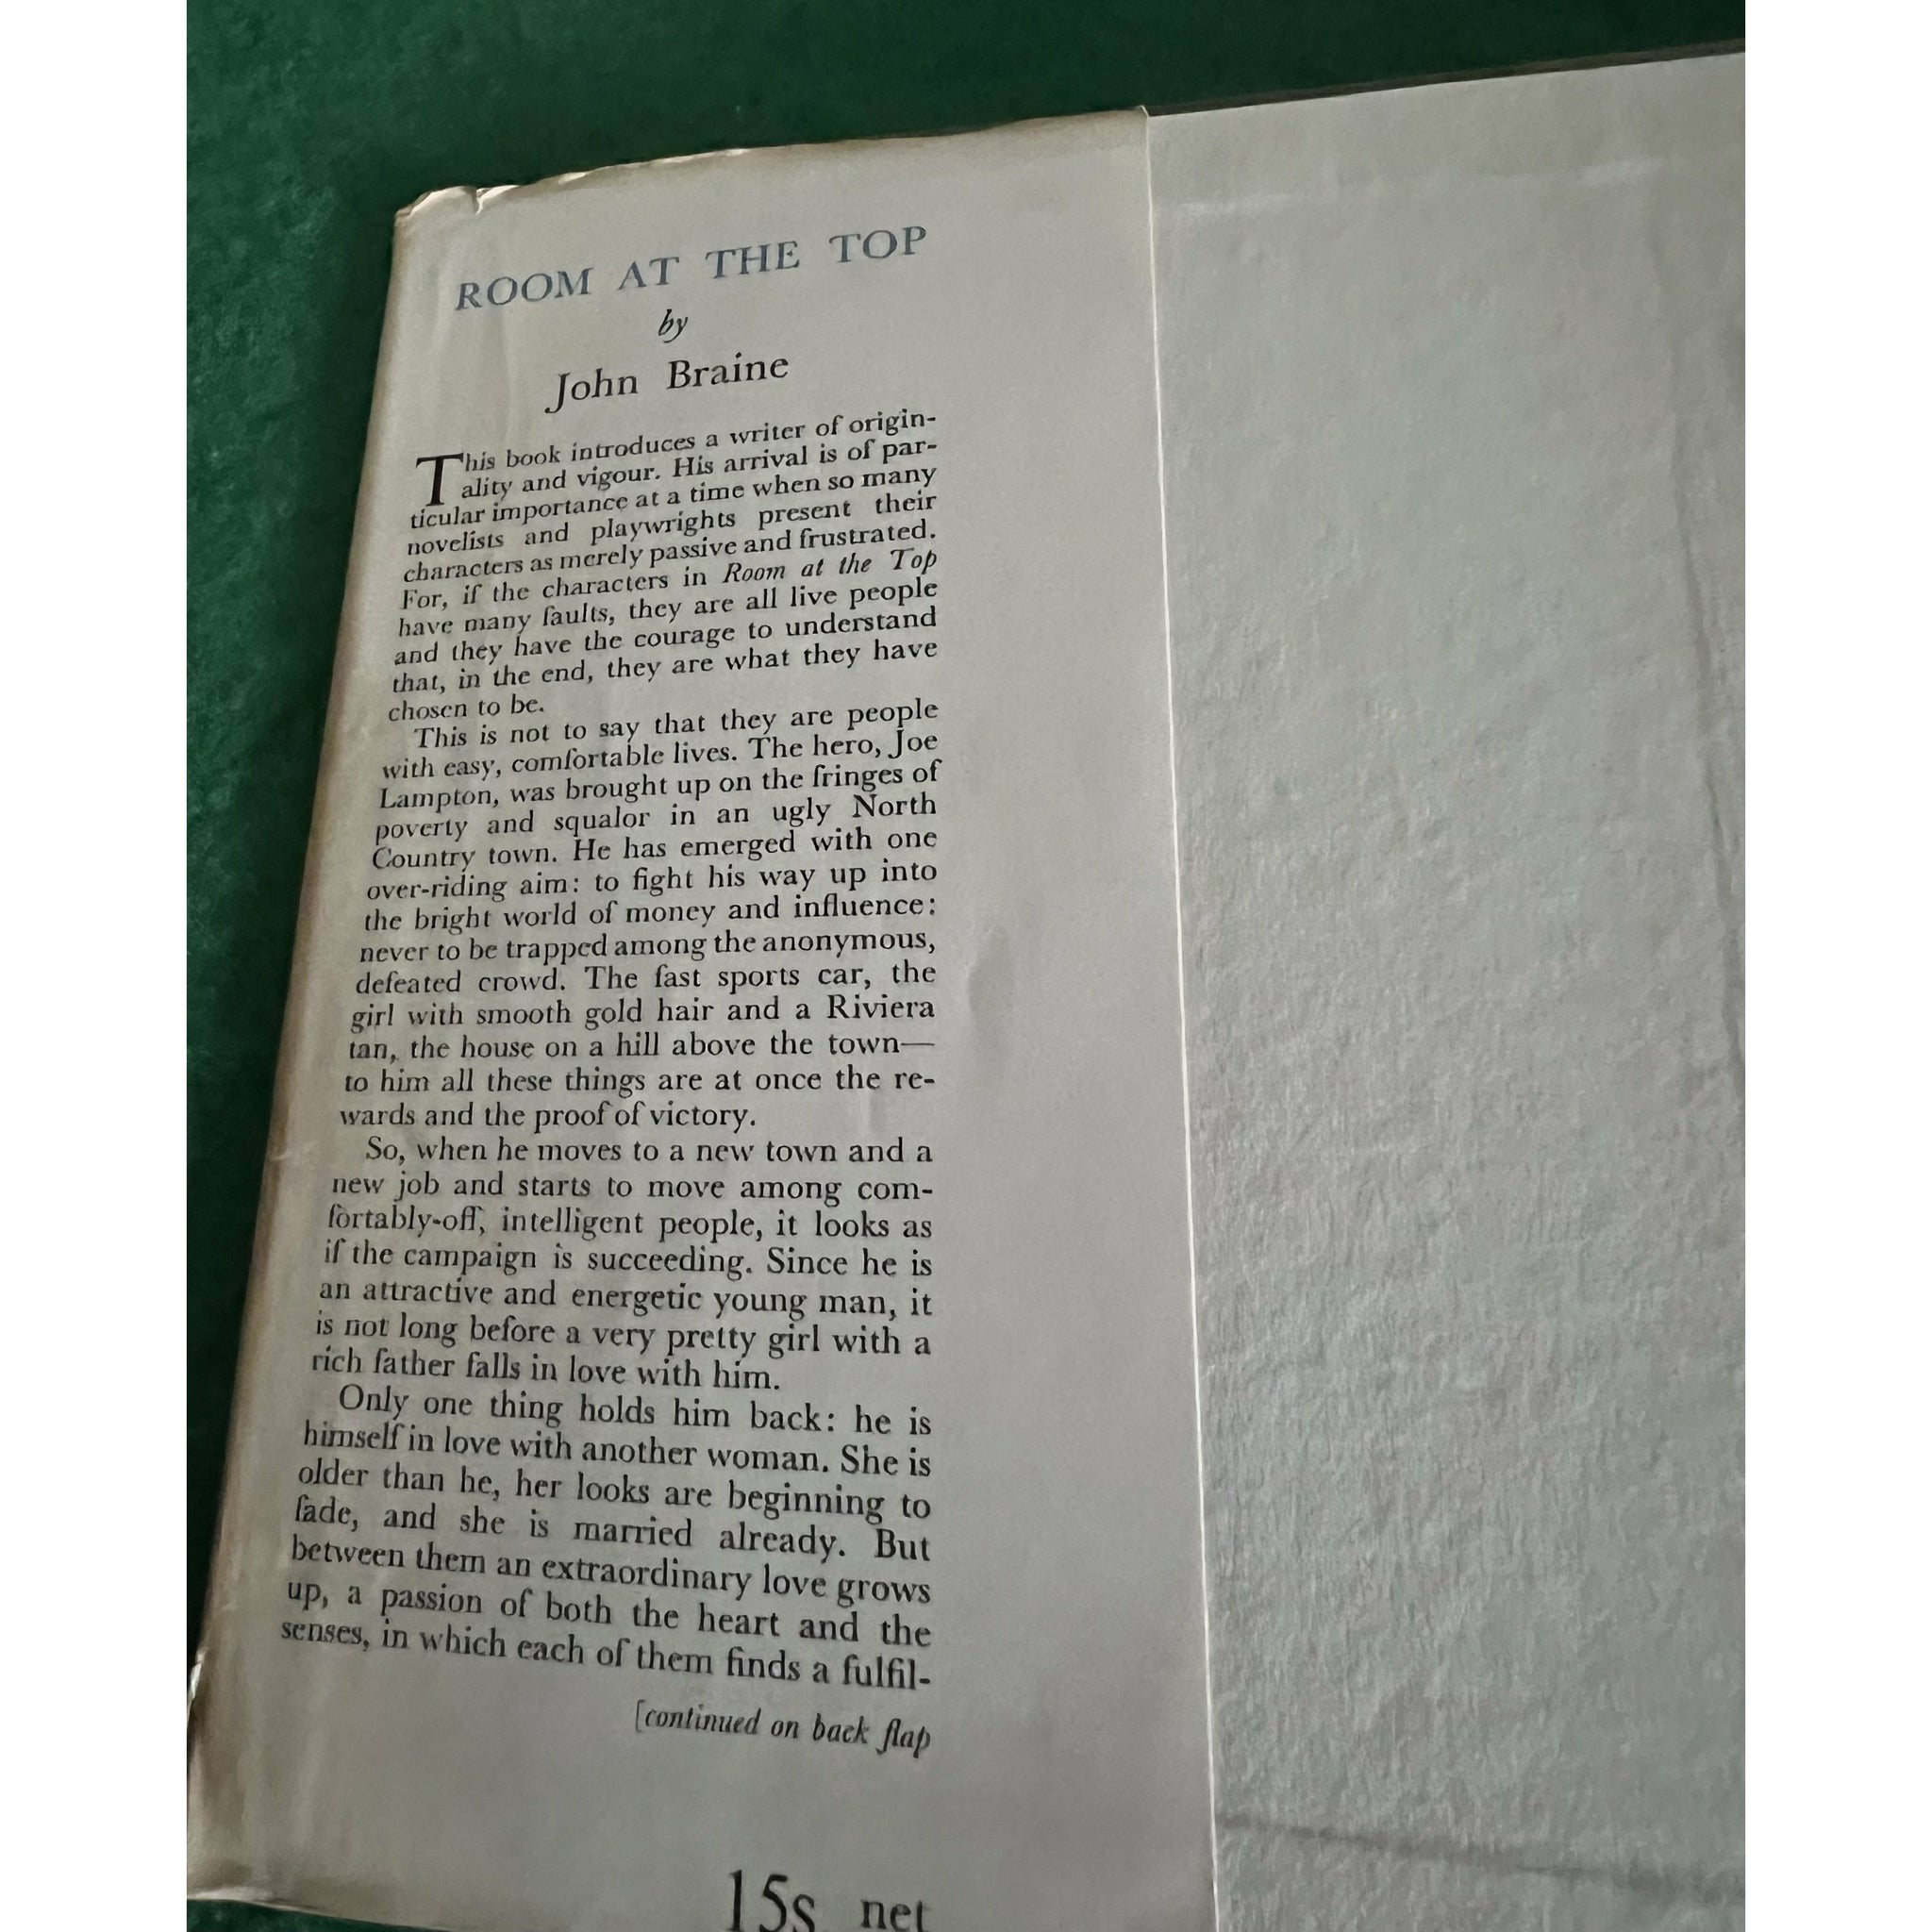 ROOM AT THE TOP
by
John Braine
This book introduces a writer of origin-
ality and vigour. His arrival is of par-
ticular importance at a time when so many
novelists and playwrights present their
characters as merely passive and frustrated.
For, if the characters in Room at the Top
have many faults, they are all live people
and they have the courage to understand
that, in the end, they are what they have
chosen to be.
This is not to say that they are people
with easy, comfortable lives. The hero, Joe
Lampton, was brought up on the fringes of
poverty and squalor in an ugly North
Country town. He has emerged with one
over-riding aim: to fight his way up into
the bright world of money and influence:
never to be trapped among the anonymous,
defeated crowd. The fast sports car, the
girl with smooth gold hair and a Riviera
tan, the house on a hill above the town—
to him all these things are at once the re-
wards and the proof of victory.
So, when he moves to a new town and a
new job and starts to move among com-
fortably-off, intelligent people, it looks as
if the campaign is succeeding. Since he is
an attractive and energetic young man, it
is not long before a very pretty girl with a
rich father falls in love with him.
Only one thing holds him back: he is
himself in love with another woman. She is
older than he, her looks are beginning to
fade, and she is married already. But
between them an extraordinary love grows
up, a passion of both the heart and the
senses, in which each of them finds a fulfil-
[continued on back flap
15s net